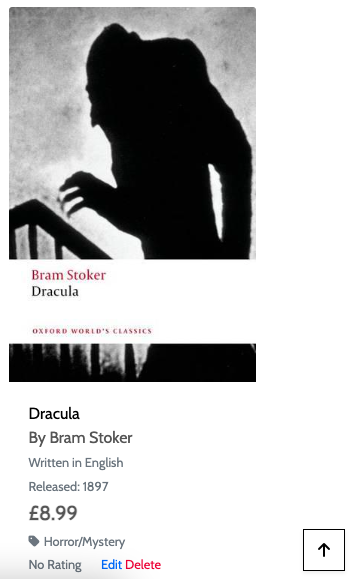 Bram Stoker
Dracula
OXFORD WORLD'S CLASSICS
Dracula
By Bram Stoker
Written in English
Released: 1897
£8.99
Horror/Mystery
No Rating Edit Delete